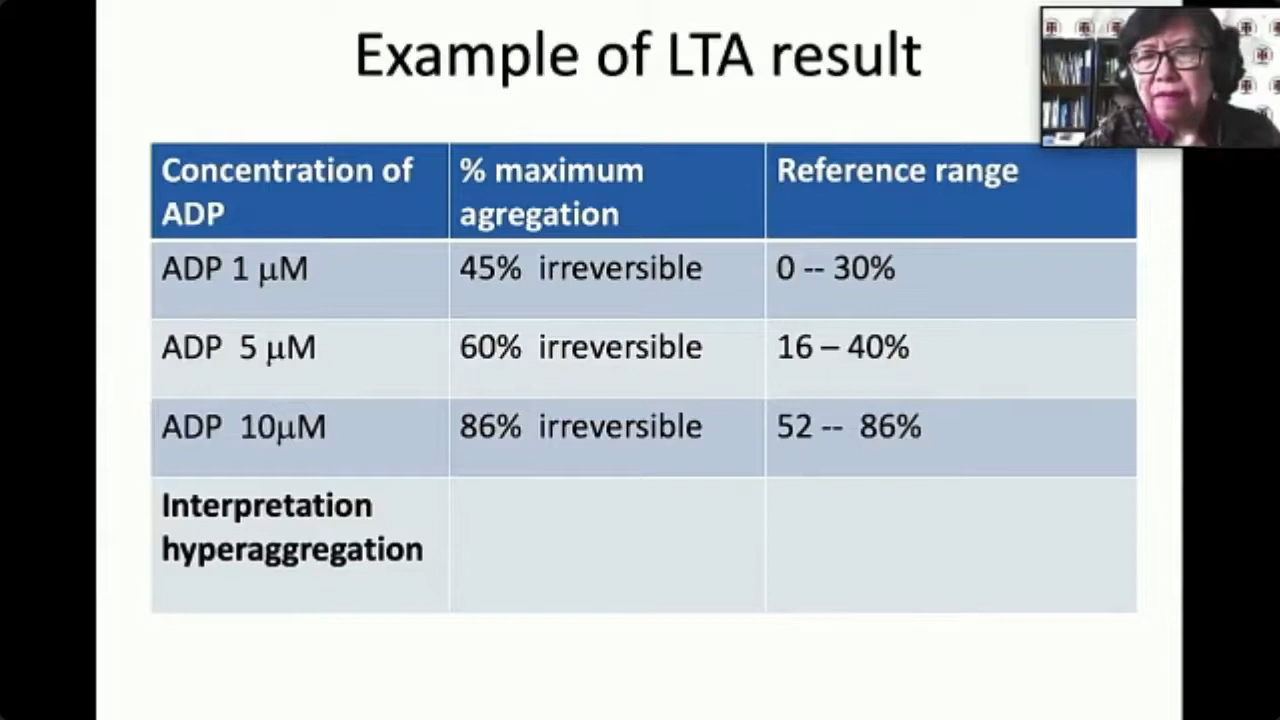 Example of LTA result
Concentration of
ADP
% maximum
agregation
Reference range
ADP 1 μM
45%  irreversible
0 -- 30%
ADP  5 μM
60%  irreversible
16 – 40%
ADP  10μM
86%  irreversible
52 --  86%
Interpretation
hyperaggregation